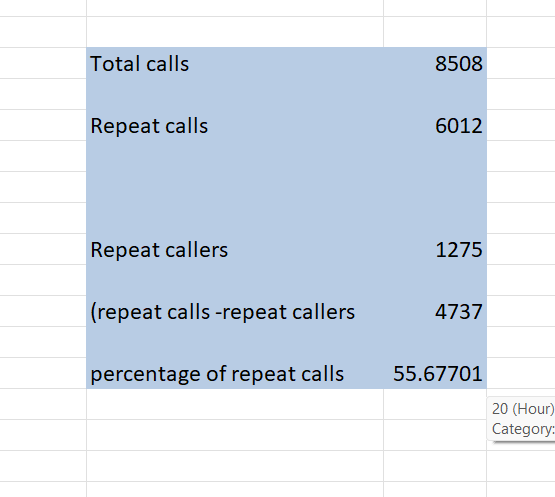 Total calls 8508
Repeat calls 6012
Repeat callers 1275
(repeat calls -repeat callers 4737
percentage of repeat calls 55.67701
20 (Hour)
Category: